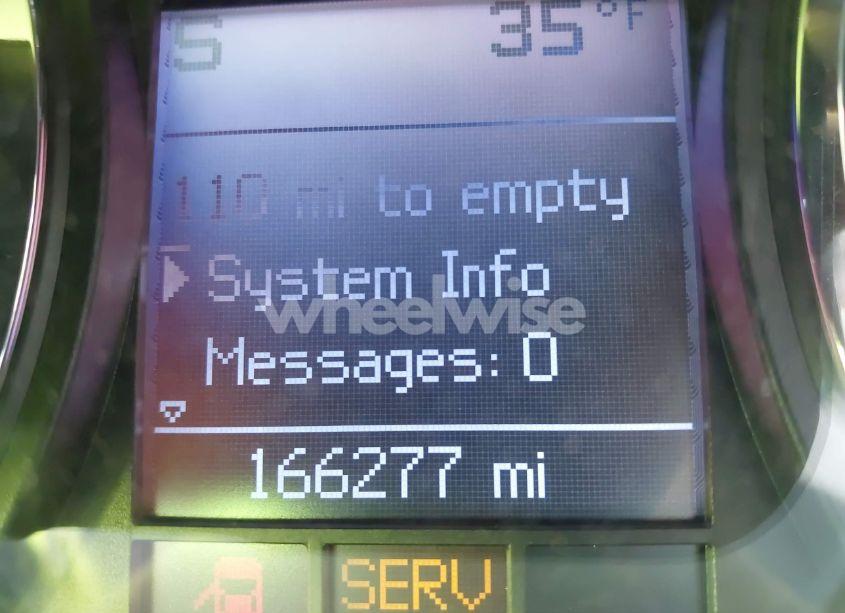 S 35°F
110 mi to empty
System Info
wheelwise
Messages: 0
166277 mi
SERV